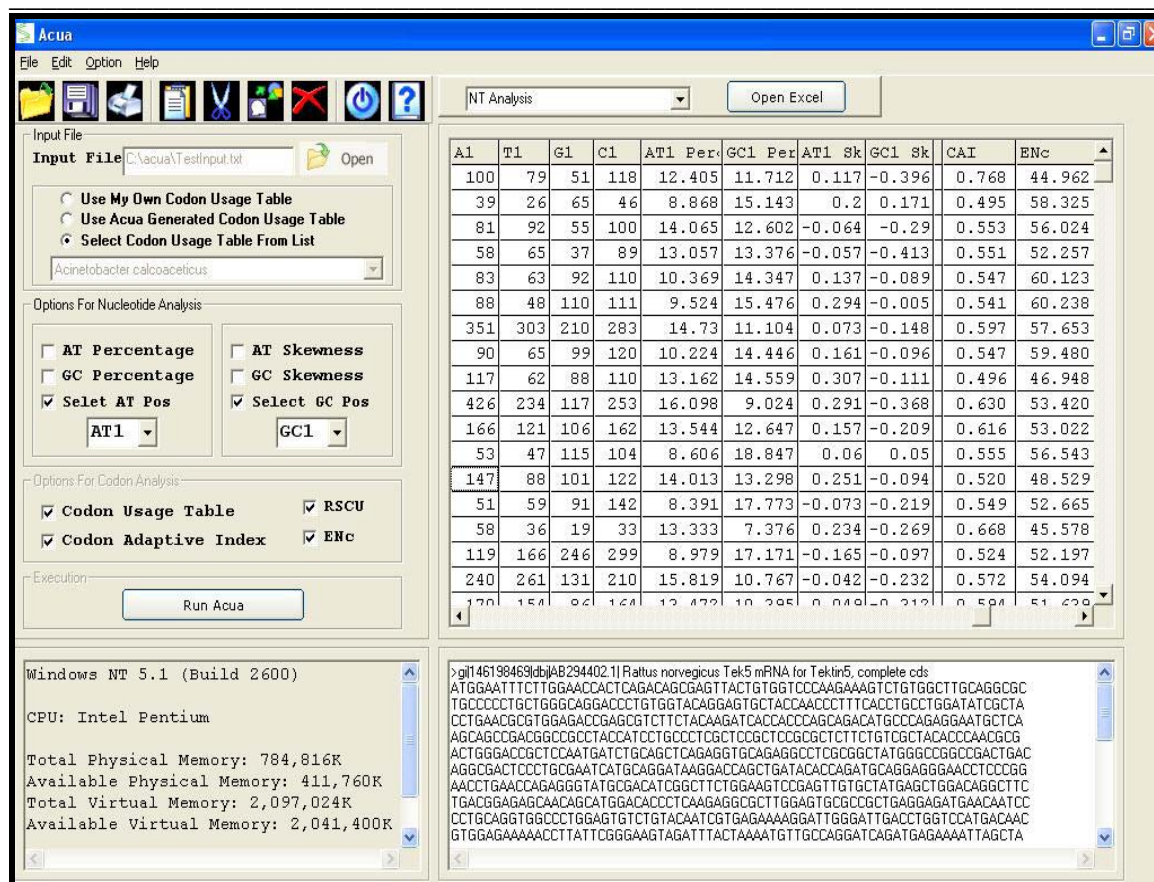 Acua
File Edit Option Help
NT Analysis
Open Excel
Input File
Input File C:\acua\TestInput.txt Open
Use My Own Codon Usage Table
Use Acua Generated Codon Usage Table
Select Codon Usage Table From List
Acinetobacter calcoaceticus
Options For Nucleotide Analysis
AT Percentage
GC Percentage
Selet AT Pos
AT1
AT Skewness
GC Skewness
Select GC Pos
GC1
Options For Codon Analysis
Codon Usage Table RSCU
Codon Adaptive Index ENc
Execution
Run Acua
A1 T1 G1 C1 AT1 Per GC1 Per AT1 Sk GC1 Sk CAI ENc
100 79 51 118 12.405 11.712 0.117 -0.396 0.768 44.962
39 26 65 46 8.868 15.143 0.2 0.171 0.495 58.325
81 92 55 100 14.065 12.602 -0.064 -0.29 0.553 56.024
58 65 37 89 13.057 13.376 -0.057 -0.413 0.551 52.257
83 63 92 110 10.369 14.347 0.137 -0.089 0.547 60.123
88 48 110 111 9.524 15.476 0.294 -0.005 0.541 60.238
351 303 210 283 14.73 11.104 0.073 -0.148 0.597 57.653
90 65 99 120 10.224 14.446 0.161 -0.096 0.547 59.480
117 62 88 110 13.162 14.559 0.307 -0.111 0.496 46.948
426 234 117 253 16.098 9.024 0.291 -0.368 0.630 53.420
166 121 106 162 13.544 12.647 0.157 -0.209 0.616 53.022
53 47 115 104 8.606 18.847 0.06 0.05 0.555 56.543
147 88 101 122 14.013 13.298 0.251 -0.094 0.520 48.529
51 59 91 142 8.391 17.773 -0.073 -0.219 0.549 52.665
58 36 19 33 13.333 7.376 0.234 -0.269 0.668 45.578
119 166 246 299 8.979 17.171 -0.165 -0.097 0.524 52.197
240 261 131 210 15.819 10.767 -0.042 -0.232 0.572 54.094
Windows NT 5.1 (Build 2600)
CPU: Intel Pentium
Total Physical Memory: 784,816K
Available Physical Memory: 411,760K
Total Virtual Memory: 2,097,024K
Available Virtual Memory: 2,041,400K
>gi|146198469|dbj|AB294402.1| Rattus norvegicus Tek5 mRNA for Tektin5, complete cds
ATGGAATTTCTTGGAACCACTCAGACAGCGAGTTACTGTGGTCCCAAGAAAGTCTGTGGCTTGCAGGCGC
TGCCCCCTGCTGGGCAGGACCCTGTGGTACAGGAGTGCTACCAACCCTTTCACCTGCCTGGATATCGCTA
CCTGAACGCGTGGAGACCGAGCGTCTTCTACAAGATCACCACCCAGCAGACATGCCCAGAGGAATGCTCA
AGCAGCCGACGGCCGCCTACCATCCTGCCCTCGCTCCGCTCCGCGCTCTTCTGTCGCTACACCCAACGCG
ACTGGGACCGCTCCAATGATCTGCAGCTCAGAGGTGCAGAGGCCTCGCGGCTATGGGCCGGCCGACTGAC
AGGCGACTCCCTGCGAATCATGCAGGATAAGGACCAGCTGATACACCAGATGCAGGAGGGAACCTCCCGG
AACCTGAACCAGAGGGTATGCGACATCGGCTTCTGGAAGTCCGAGTTGTGCTATGAGCTGGACAGGCTTC
TGACGGAGAGCAACAGCATGGACACCCTCAAGAGGCGCTTGGAGTGCGCCGCTGAGGAGATGAACAATCC
CCTGCAGGTGGCCCTGGAGTGTCTGTACAATCGTGAGAAAAGGATTGGGATTGACCTGGTCCATGACAAC
GTGGAGAAAAACCTTATTCGGGAAGTAGATTTACTAAAATGTTGCCAGGATCAGATGAGAAAATTAGCTA